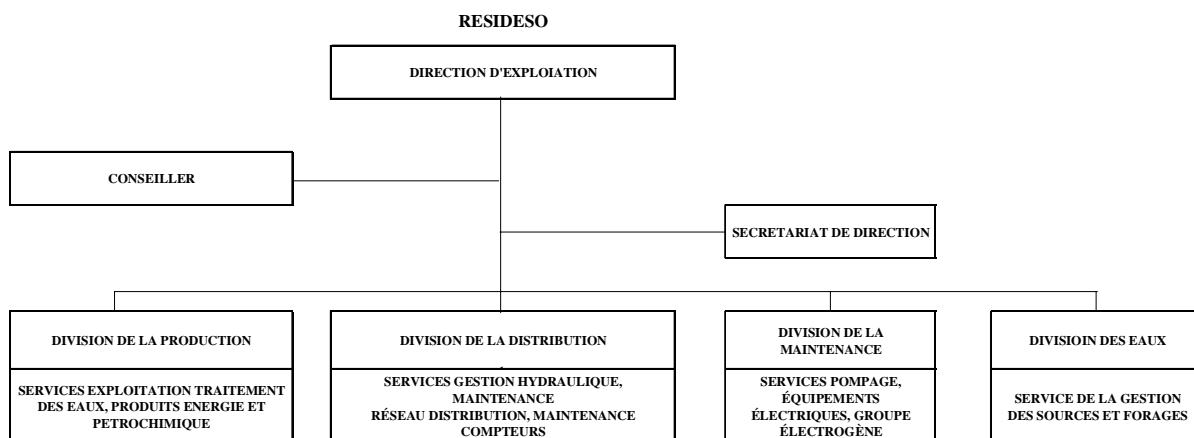 RESIDESO
DIRECTION D'EXPLOIATION
CONSEILLER
SECRETARIAT DE DIRECTION
DIVISION DE LA PRODUCTION
SERVICES EXPLOITATION TRAITEMENT
DES EAUX, PRODUITS ENERGIE ET
PETROCHIMIQUE
DIVISION DE LA DISTRIBUTION
SERVICES GESTION HYDRAULIQUE,
MAINTENANCE
RÉSEAU DISTRIBUTION, MAINTENANCE
COMPTEURS
DIVISION DE LA
MAINTENANCE
SERVICES POMPAGE,
ÉQUIPEMENTS
ÉLECTRIQUES, GROUPE
ÉLECTROGÈNE
DIVISIOIN DES EAUX
SERVICE DE LA GESTION
DES SOURCES ET FORAGES